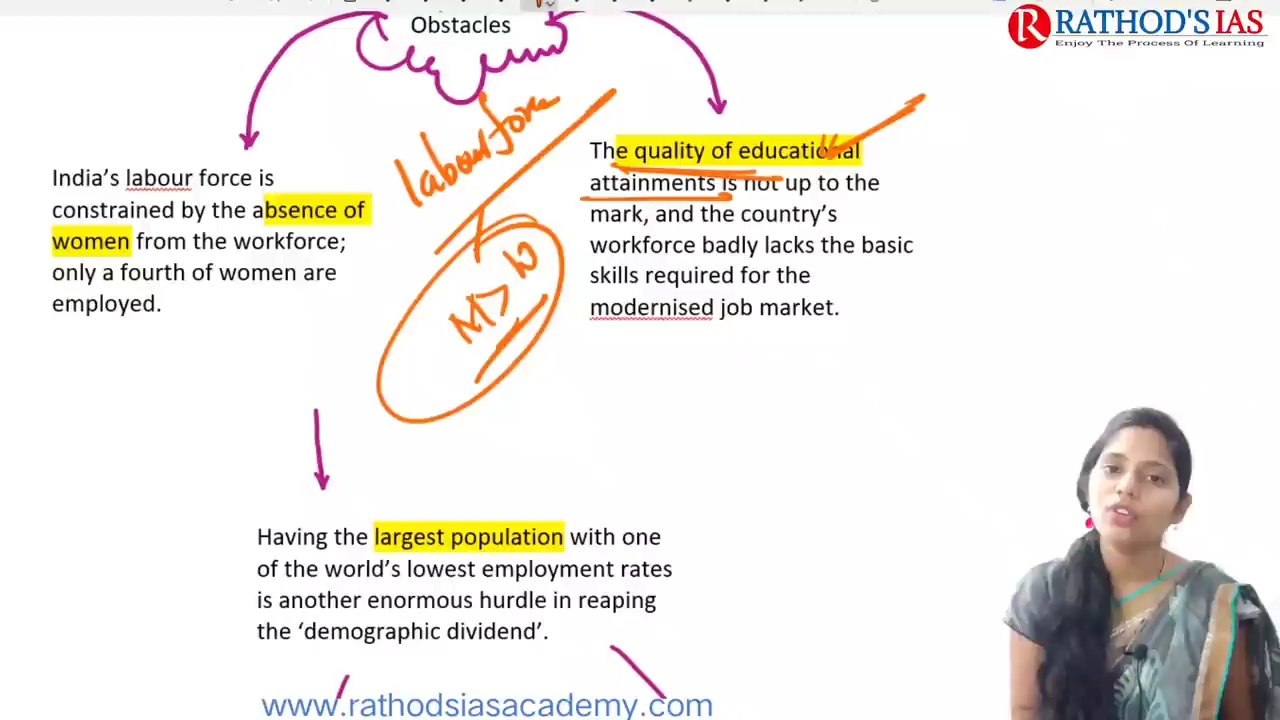 Obstacles
RATHOD'S IAS
Enjoy The Process Of Learning
India's labour force is
constrained by the absence of
women from the workforce;
only a fourth of women are
employed.
labour force
M > W
The quality of educational
attainments is not up to the
mark, and the country's
workforce badly lacks the basic
skills required for the
modernised job market.
Having the largest population with one
of the world's lowest employment rates
is another enormous hurdle in reaping
the 'demographic dividend'.
www.rathodsiasacademy.com